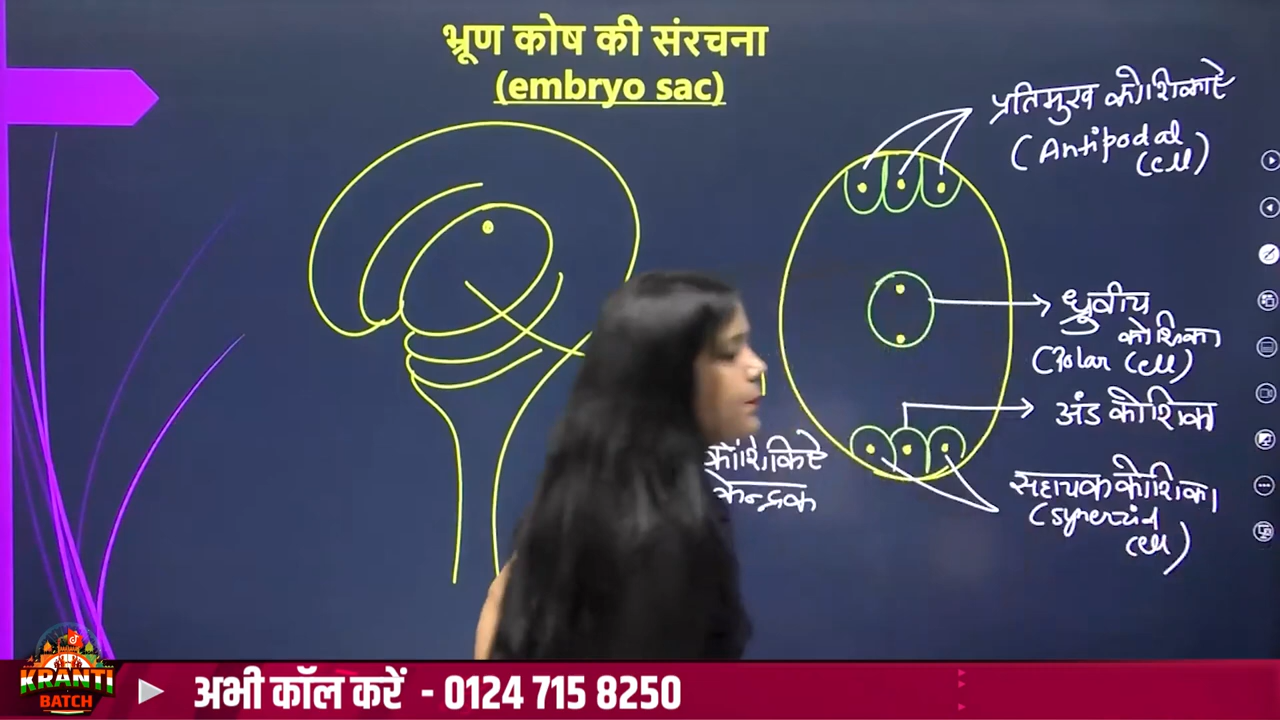 भ्रूण कोष की संरचना
(embryo sac)
प्रतिमुख कोशिकाऐ
(Antipodal
Cell)
ध्रुवीय
कोशिका
(Polar Cell)
अंड कोशिका
कोशिकिऐ
केन्द्रक
सहायक कोशिका
(Synerzid
Cell)
KRANTI
BATCH
अभी कॉल करें - 0124 715 8250